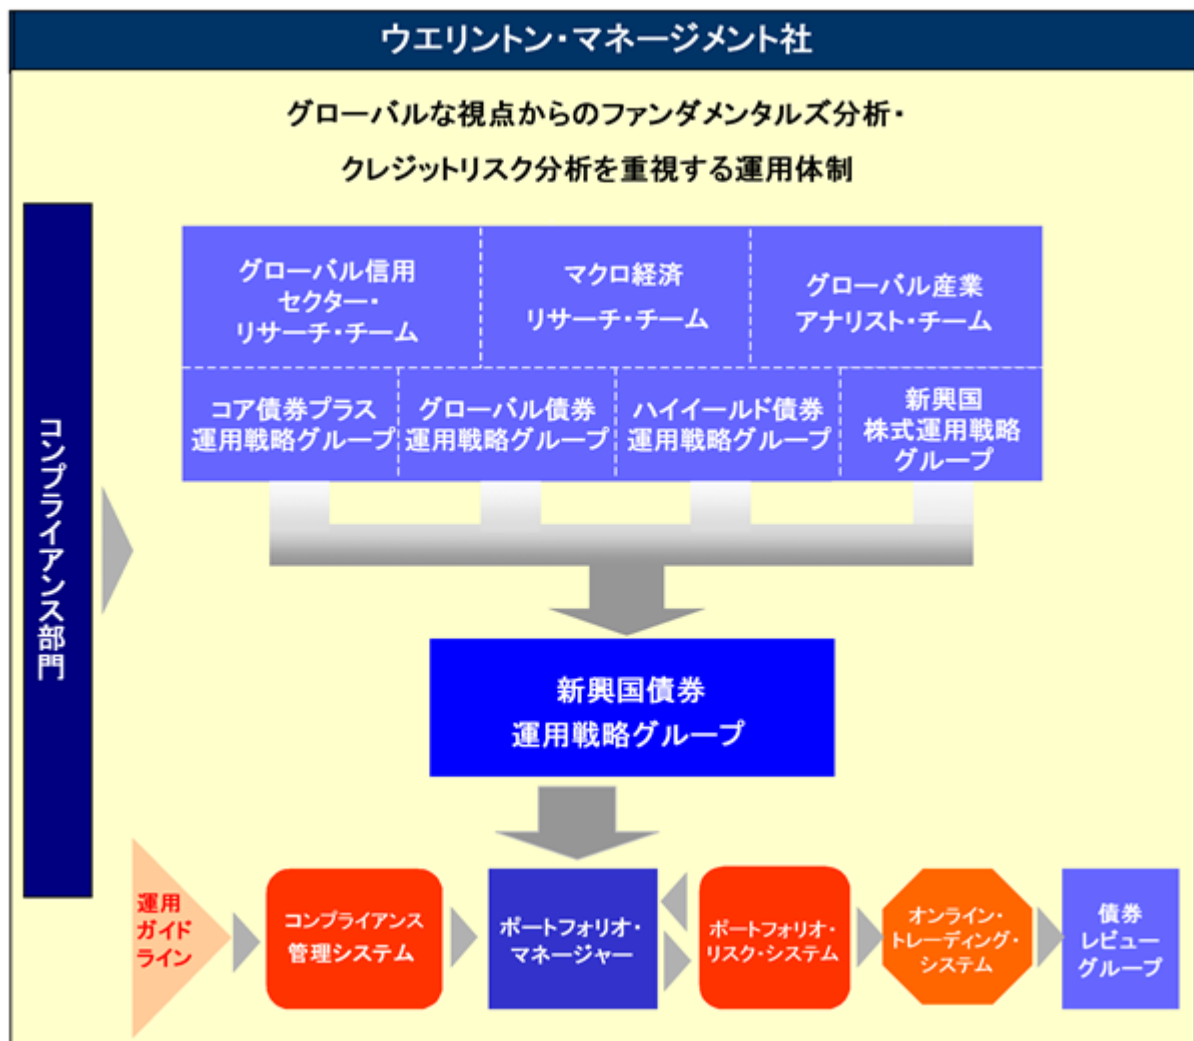 ウエリントン・マネージメント社
グローバルな視点からのファンダメンタルズ分析・
クレジットリスク分析を重視する運用体制
コンプライアンス部門
グローバル信用
セクター・
リサーチ・チーム
マクロ経済
リサーチ・チーム
グローバル産業
アナリスト・チーム
コア債券プラス
運用戦略グループ
グローバル債券
運用戦略グループ
ハイイールド債券
運用戦略グループ
新興国
株式運用戦略
グループ
新興国債券
運用戦略グループ
運用
ガイド
ライン
コンプライアンス
管理システム
ポートフォリオ・
マネージャー
ポートフォリオ・
リスク・システム
オンライン・
トレーディング・
システム
債券
レビュー
グループ